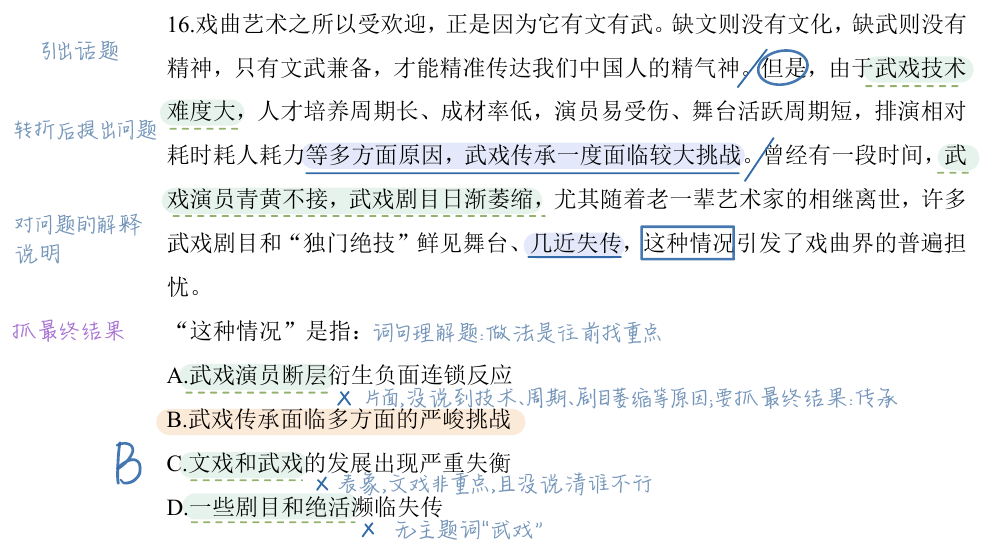 16.戏曲艺术之所以受欢迎，正是因为它有文有武。缺文则没有文化，缺武则没有
引出话题
精神，只有文武兼备，才能精准传达我们中国人的精气神。但是，由于武戏技术
难度大，人才培养周期长、成材率低，演员易受伤、舞台活跃周期短，排演相对
转折后提出问题
耗时耗人耗力等多方面原因，武戏传承一度面临较大挑战。曾经有一段时间，武
戏演员青黄不接，武戏剧目日渐萎缩，尤其随着老一辈艺术家的相继离世，许多
对问题的解释
说明
武戏剧目和“独门绝技”鲜见舞台、几近失传，这种情况引发了戏曲界的普遍担
忧。
抓最终结果
“这种情况”是指：词句理解题:做法是往前找重点
A.武戏演员断层衍生负面连锁反应
× 片面,没说到技术、周期、剧目萎缩等原因;要抓最终结果:传承
B.武戏传承面临多方面的严峻挑战
B
C.文戏和武戏的发展出现严重失衡
× 表象,文戏非重点,且没说清谁不行
D.一些剧目和绝活濒临失传
× 无主题词“武戏”